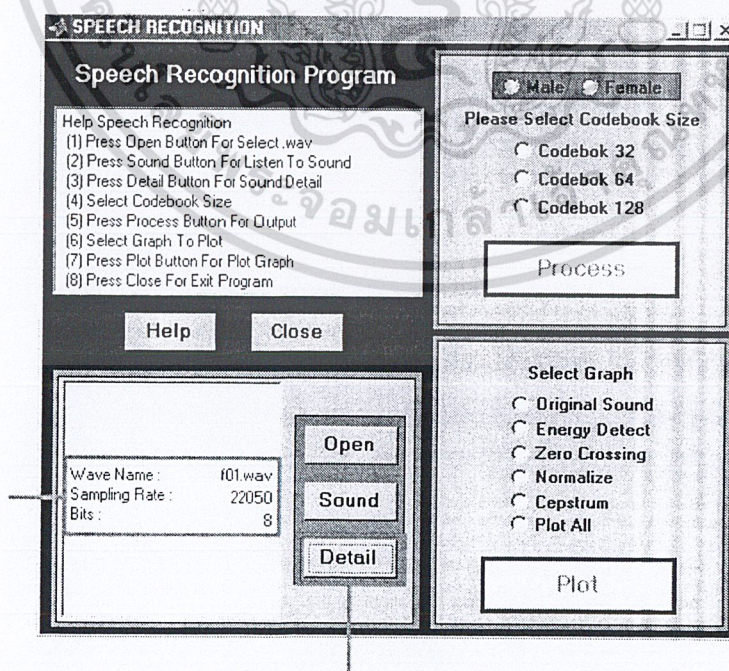 SPEECH RECOGNITION
Speech Recognition Program
Help Speech Recognition
(1) Press Open Button For Select .wav
(2) Press Sound Button For Listen To Sound
(3) Press Detail Button For Sound Detail
(4) Select Codebook Size
(5) Press Process Button For Output
(6) Select Graph To Plot
(7) Press Plot Button For Plot Graph
(8) Press Close For Exit Program
Help Close
Wave Name : f01.wav
Sampling Rate : 22050
Bits : 8
Open
Sound
Detail
Male Female
Please Select Codebook Size
Codebok 32
Codebok 64
Codebok 128
Process
Select Graph
Original Sound
Energy Detect
Zero Crossing
Normalize
Cepstrum
Plot All
Plot